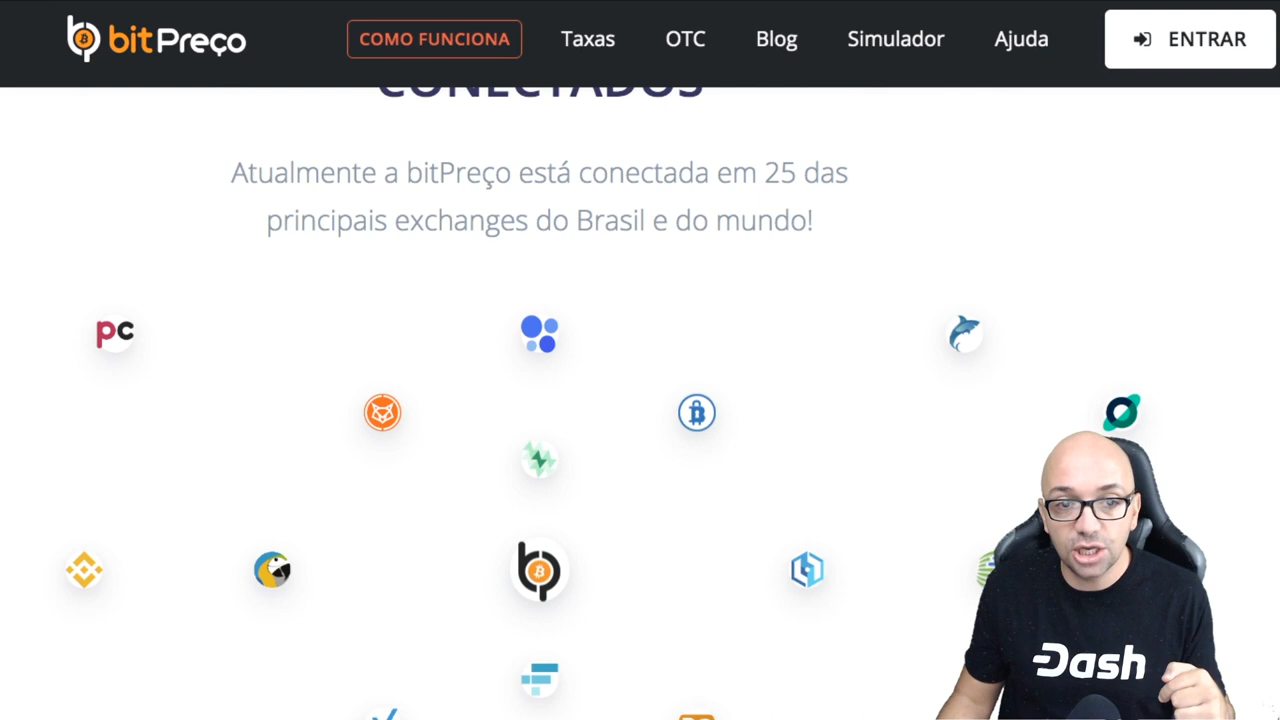 bitPreço COMO FUNCIONA Taxas OTC Blog Simulador Ajuda ENTRAR
CONECTADOS
Atualmente a bitPreço está conectada em 25 das
principais exchanges do Brasil e do mundo!
pc
Dash